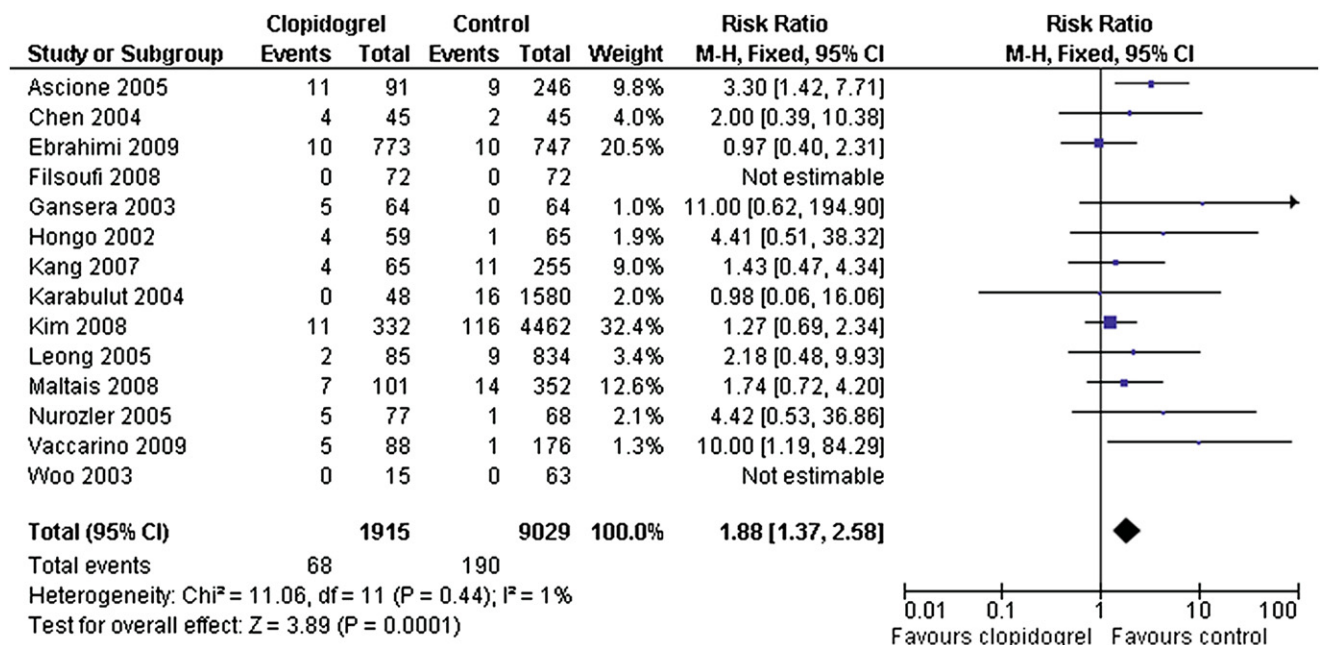 Clopidogrel Control Risk Ratio Risk Ratio
Study or Subgroup Events Total Events Total Weight M-H, Fixed, 95% CI M-H, Fixed, 95% CI
Ascione 2005 11 91 9 246 9.8% 3.30 [1.42, 7.71]
Chen 2004 4 45 2 45 4.0% 2.00 [0.39, 10.38]
Ebrahimi 2009 10 773 10 747 20.5% 0.97 [0.40, 2.31]
Filsoufi 2008 0 72 0 72 Not estimable
Gansera 2003 5 64 0 64 1.0% 11.00 [0.62, 194.90]
Hongo 2002 4 59 1 65 1.9% 4.41 [0.51, 38.32]
Kang 2007 4 65 11 255 9.0% 1.43 [0.47, 4.34]
Karabulut 2004 0 48 16 1580 2.0% 0.98 [0.06, 16.06]
Kim 2008 11 332 116 4462 32.4% 1.27 [0.69, 2.34]
Leong 2005 2 85 9 834 3.4% 2.18 [0.48, 9.93]
Maltais 2008 7 101 14 352 12.6% 1.74 [0.72, 4.20]
Nurozler 2005 5 77 1 68 2.1% 4.42 [0.53, 36.86]
Vaccarino 2009 5 88 1 176 1.3% 10.00 [1.19, 84.29]
Woo 2003 0 15 0 63 Not estimable
Total (95% CI) 1915 9029 100.0% 1.88 [1.37, 2.58]
Total events 68 190
Heterogeneity: Chi² = 11.06, df = 11 (P = 0.44); I² = 1%
Test for overall effect: Z = 3.89 (P = 0.0001)
0.01 0.1 1 10 100
Favours clopidogrel Favours control